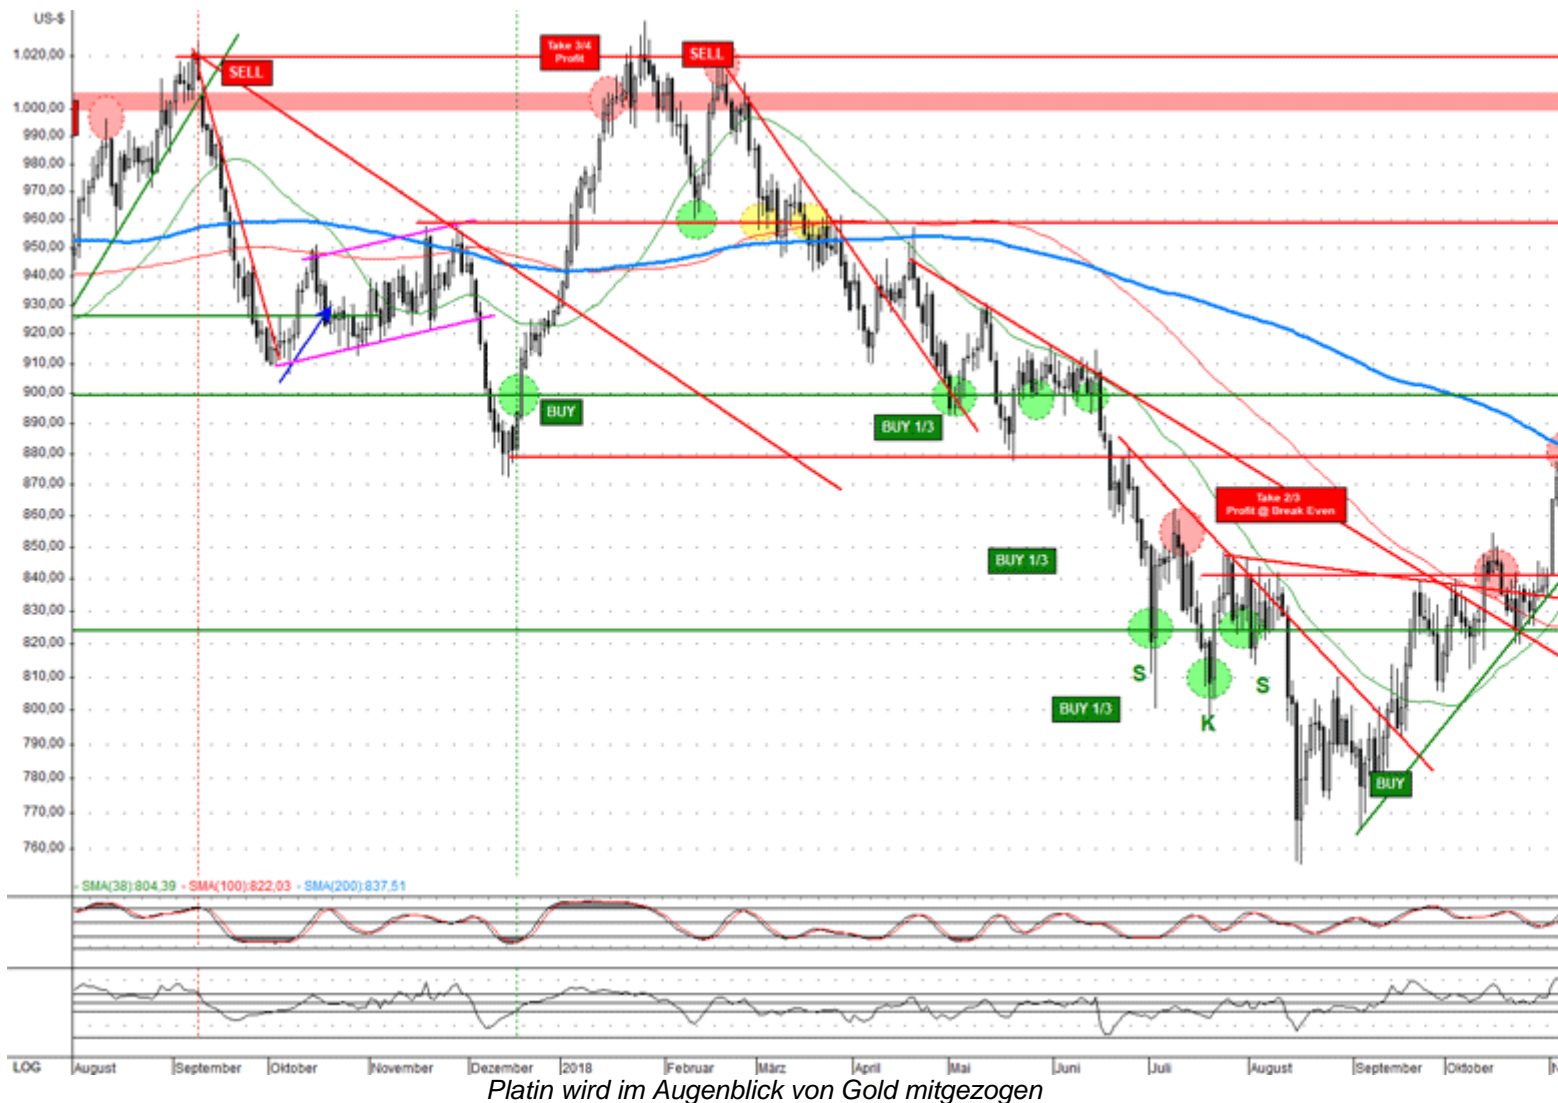 US-$
1.020,00
1.000,00
990,00
980,00
970,00
960,00
950,00
940,00
930,00
920,00
910,00
900,00
890,00
880,00
870,00
860,00
850,00
840,00
830,00
820,00
810,00
800,00
790,00
780,00
770,00
760,00
SELL
Take 3/4
Profit
SELL
BUY
BUY 1/3
Take 2/3
Profit @ Break Even
BUY 1/3
S
S
BUY 1/3
K
BUY
- SMA(38):804,39 - SMA(100):822,03 - SMA(200):837,51
LOG August September Oktober November Dezember 2018 Februar März April Mai Juni Juli August September Oktober N
Platin wird im Augenblick von Gold mitgezogen